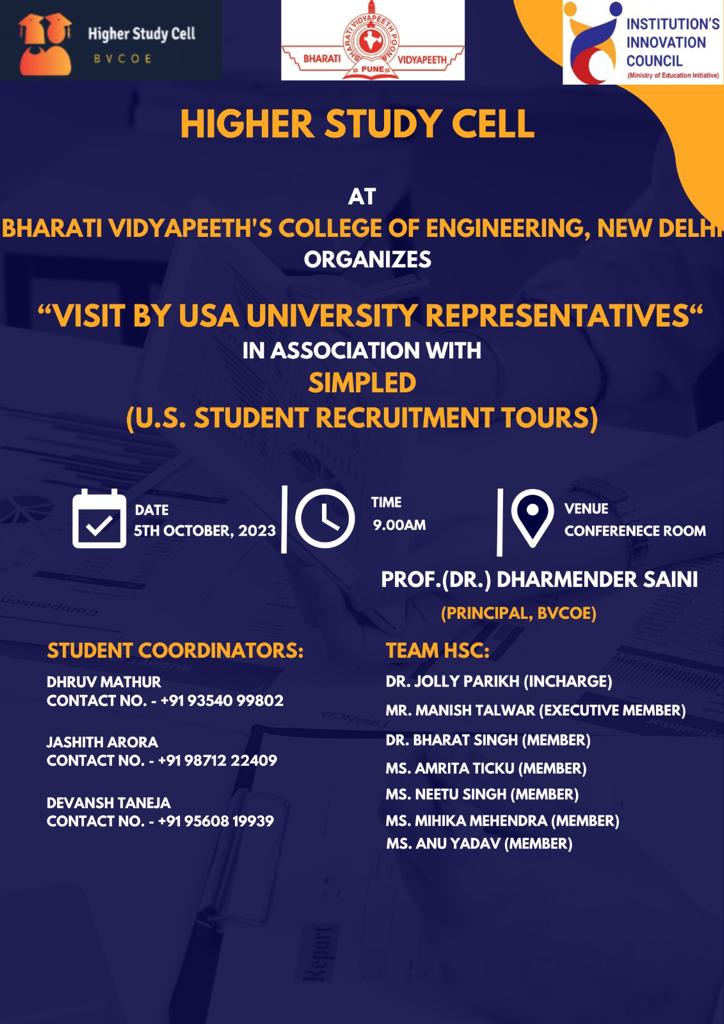 Higher Study Cell
BVCOE
BHARATI VIDYAPEETH POONA
BHARATI VIDYAPEETH
PUNE
INSTITUTION'S
INNOVATION
COUNCIL
(Ministry of Education Initiative)
HIGHER STUDY CELL
AT
BHARATI VIDYAPEETH'S COLLEGE OF ENGINEERING, NEW DELHI
ORGANIZES
“VISIT BY USA UNIVERSITY REPRESENTATIVES“
IN ASSOCIATION WITH
SIMPLED
(U.S. STUDENT RECRUITMENT TOURS)
DATE
5TH OCTOBER, 2023
TIME
9.00AM
VENUE
CONFERENECE ROOM
PROF.(DR.) DHARMENDER SAINI
(PRINCIPAL, BVCOE)
STUDENT COORDINATORS:
DHRUV MATHUR
CONTACT NO. - +91 93540 99802
JASHITH ARORA
CONTACT NO. - +91 98712 22409
DEVANSH TANEJA
CONTACT NO. - +91 95608 19939
TEAM HSC:
DR. JOLLY PARIKH (INCHARGE)
MR. MANISH TALWAR (EXECUTIVE MEMBER)
DR. BHARAT SINGH (MEMBER)
MS. AMRITA TICKU (MEMBER)
MS. NEETU SINGH (MEMBER)
MS. MIHIKA MEHENDRA (MEMBER)
MS. ANU YADAV (MEMBER)
Comparison
Report